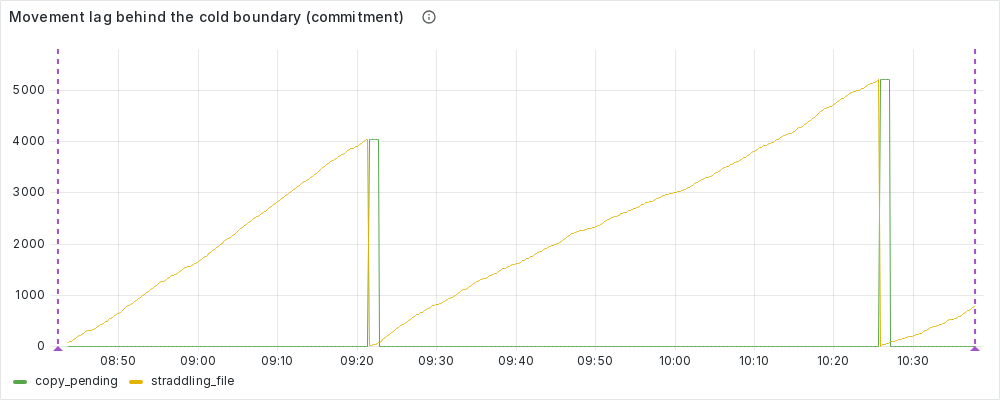 Movement lag behind the cold boundary (commitment)
5000
4000
3000
2000
1000
0
08:50 09:00 09:10 09:20 09:30 09:40 09:50 10:00 10:10 10:20 10:30
copy_pending straddling_file